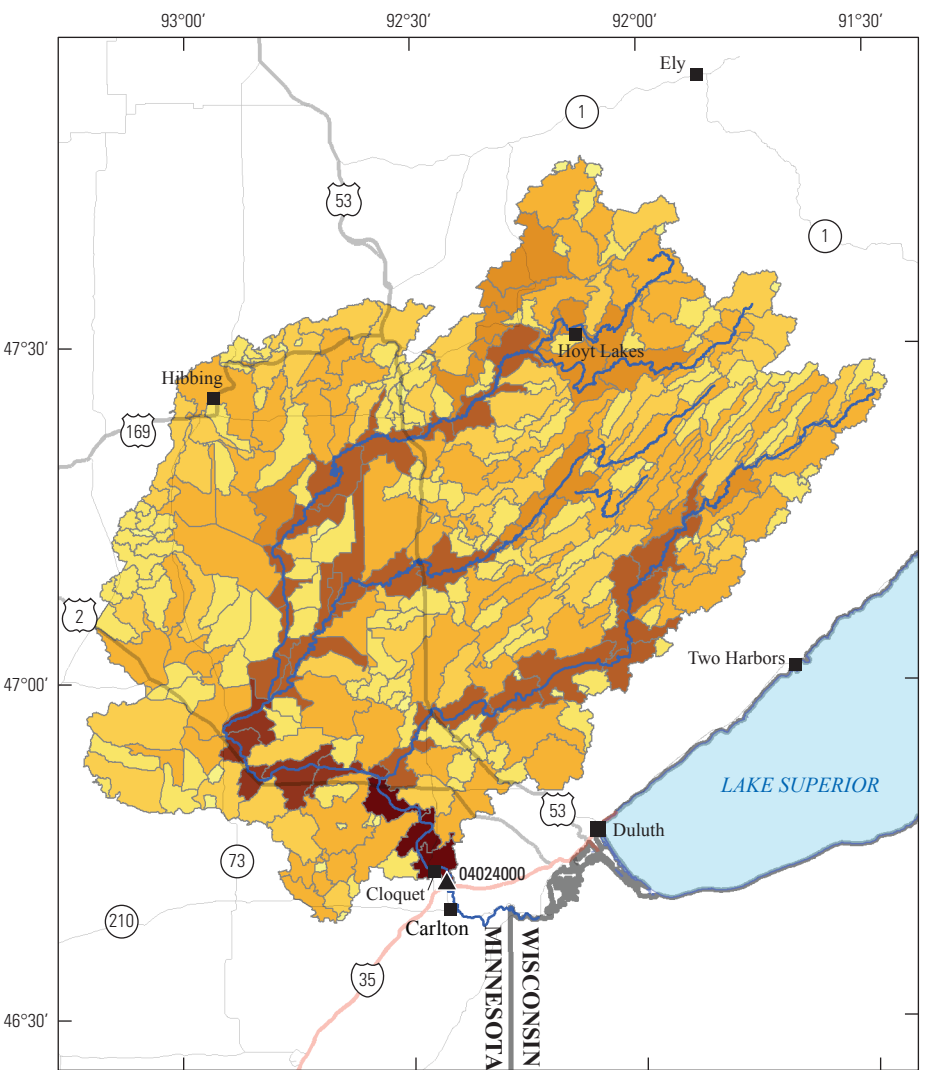 93°00'
92°30'
92°00'
91°30'
Ely
1
53
1
47°30'
Hoyt Lakes
Hibbing
169
2
Two Harbors
47°00'
LAKE SUPERIOR
53
Duluth
73
04024000
Cloquet
210
Carlton
35
MINNESOTA
WISCONSIN
46°30'